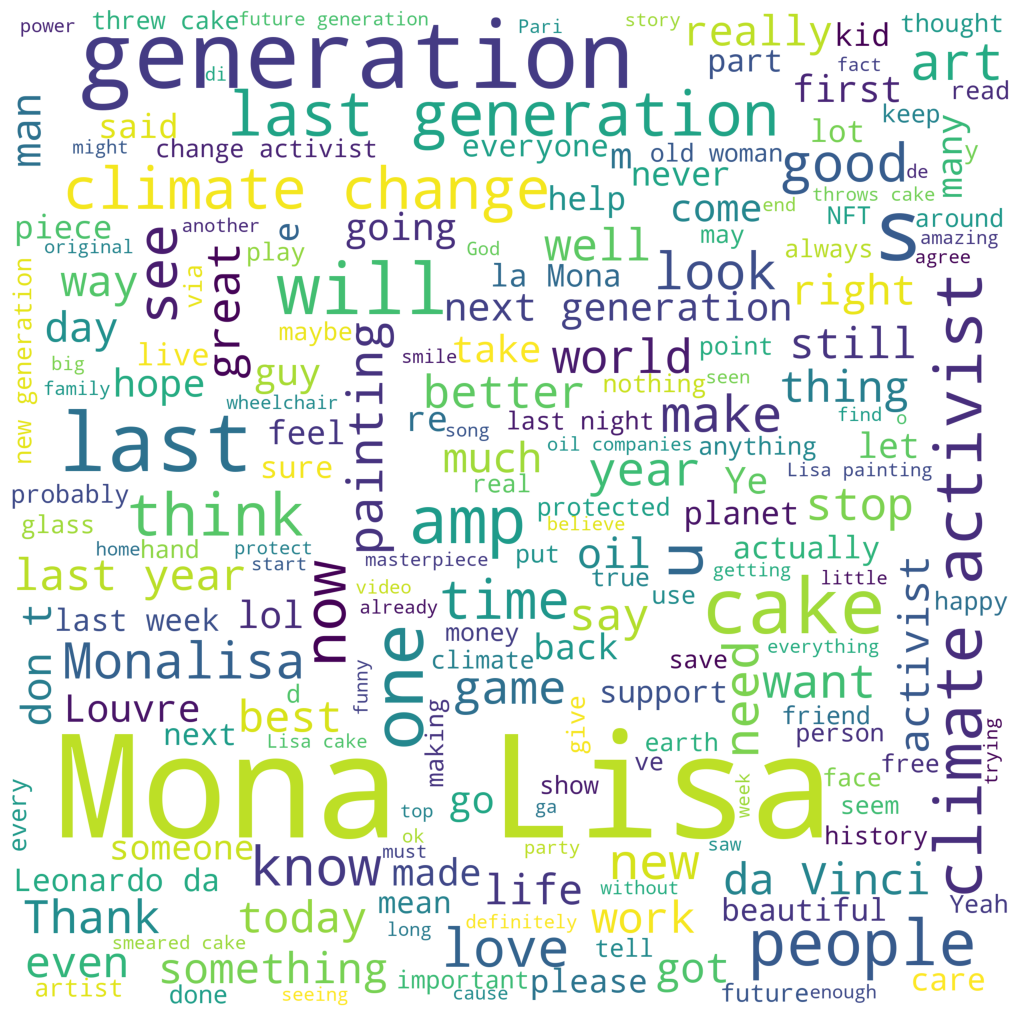 power
threw cake
future generation
Pari
story
really
kid
thought
generation
di
part
fact
art
man
last generation
first
read
said
everyone
m
old woman
lot
keep
many
y
might
change activist
never
good
de
climate change
help
come
end
throws cake
NFT
s
around
piece
another
e
going
may
always
amazing
agree
original
see
great
play
God
well
la Mona
look
way
via
will
next generation
right
new generation
day
maybe
painting
smile
take
world
point
still
big
live
guy
nothing
seen
thing
climate activist
family
hope
wheelchair
better
re
song
last night
make
find
o
last
feel
oil companies
anything
let
sure
much
year
Lisa painting
probably
real
Ye
glass
think
amp
protected
planet
stop
believe
home
hand
protect
start
masterpiece
put
oil
u
actually
last year
now
video
already
time
true
use
getting
little
cake
activist
happy
don t
last week
lol
one
money
say
everything
Monalisa
funny
climate
back
save
need
want
d
game
support
friend
Louvre
best
making
give
person
trying
next
Lisa cake
earth
free
go
ve
show
week
face
every
Mona Lisa
top
ga
seem
ok
history
someone
must
party
saw
know
made
new
da Vinci
Leonardo da
life
without
Thank
today
mean
definitely
work
beautiful
Yeah
long
smeared cake
love
tell
people
even
something
important
please
got
care
artist
done
seeing
cause
future
enough